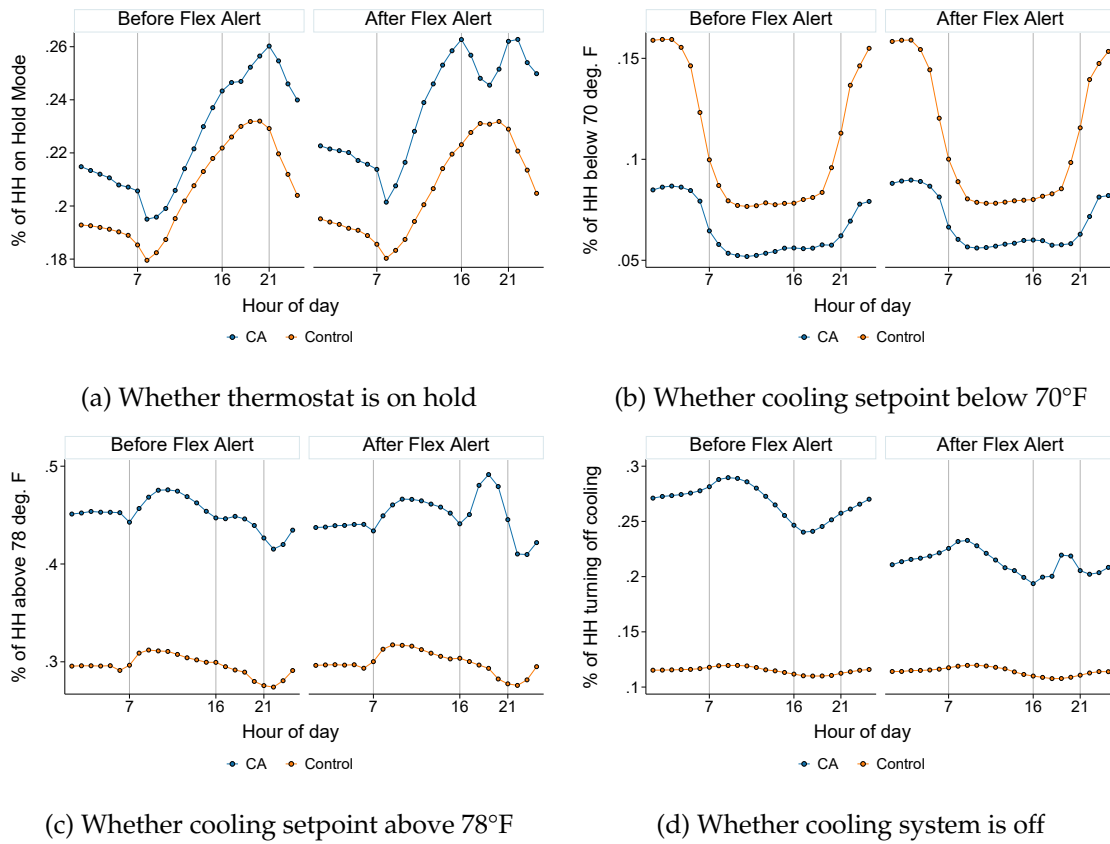 Before Flex Alert After Flex Alert
% of HH on Hold Mode
.26
.24
.22
.2
.18
7 16 21 7 16 21
Hour of day
CA Control
(a) Whether thermostat is on hold
Before Flex Alert After Flex Alert
% of HH below 70 deg. F
.15
.1
.05
7 16 21 7 16 21
Hour of day
CA Control
(b) Whether cooling setpoint below 70°F
Before Flex Alert After Flex Alert
% of HH above 78 deg. F
.5
.4
.3
7 16 21 7 16 21
Hour of day
CA Control
(c) Whether cooling setpoint above 78°F
Before Flex Alert After Flex Alert
% of HH turning off cooling
.3
.25
.2
.15
.1
7 16 21 7 16 21
Hour of day
CA Control
(d) Whether cooling system is off